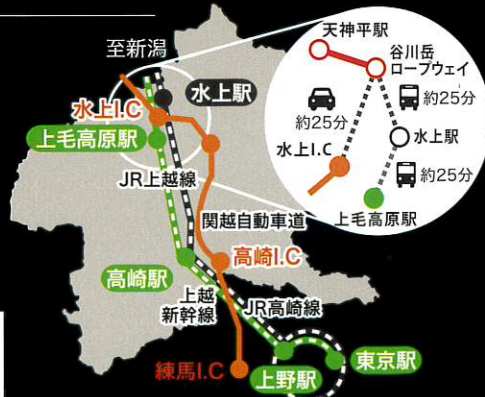 至新潟
水上I.C
水上駅
上毛高原駅
JR上越線
関越自動車道
高崎I.C
高崎駅
上越
新幹線
JR高崎線
練馬I.C
上野駅
東京駅
天神平駅
谷川岳
ロープウェイ
約25分
約25分
水上駅
水上I.C
約25分
上毛高原駅